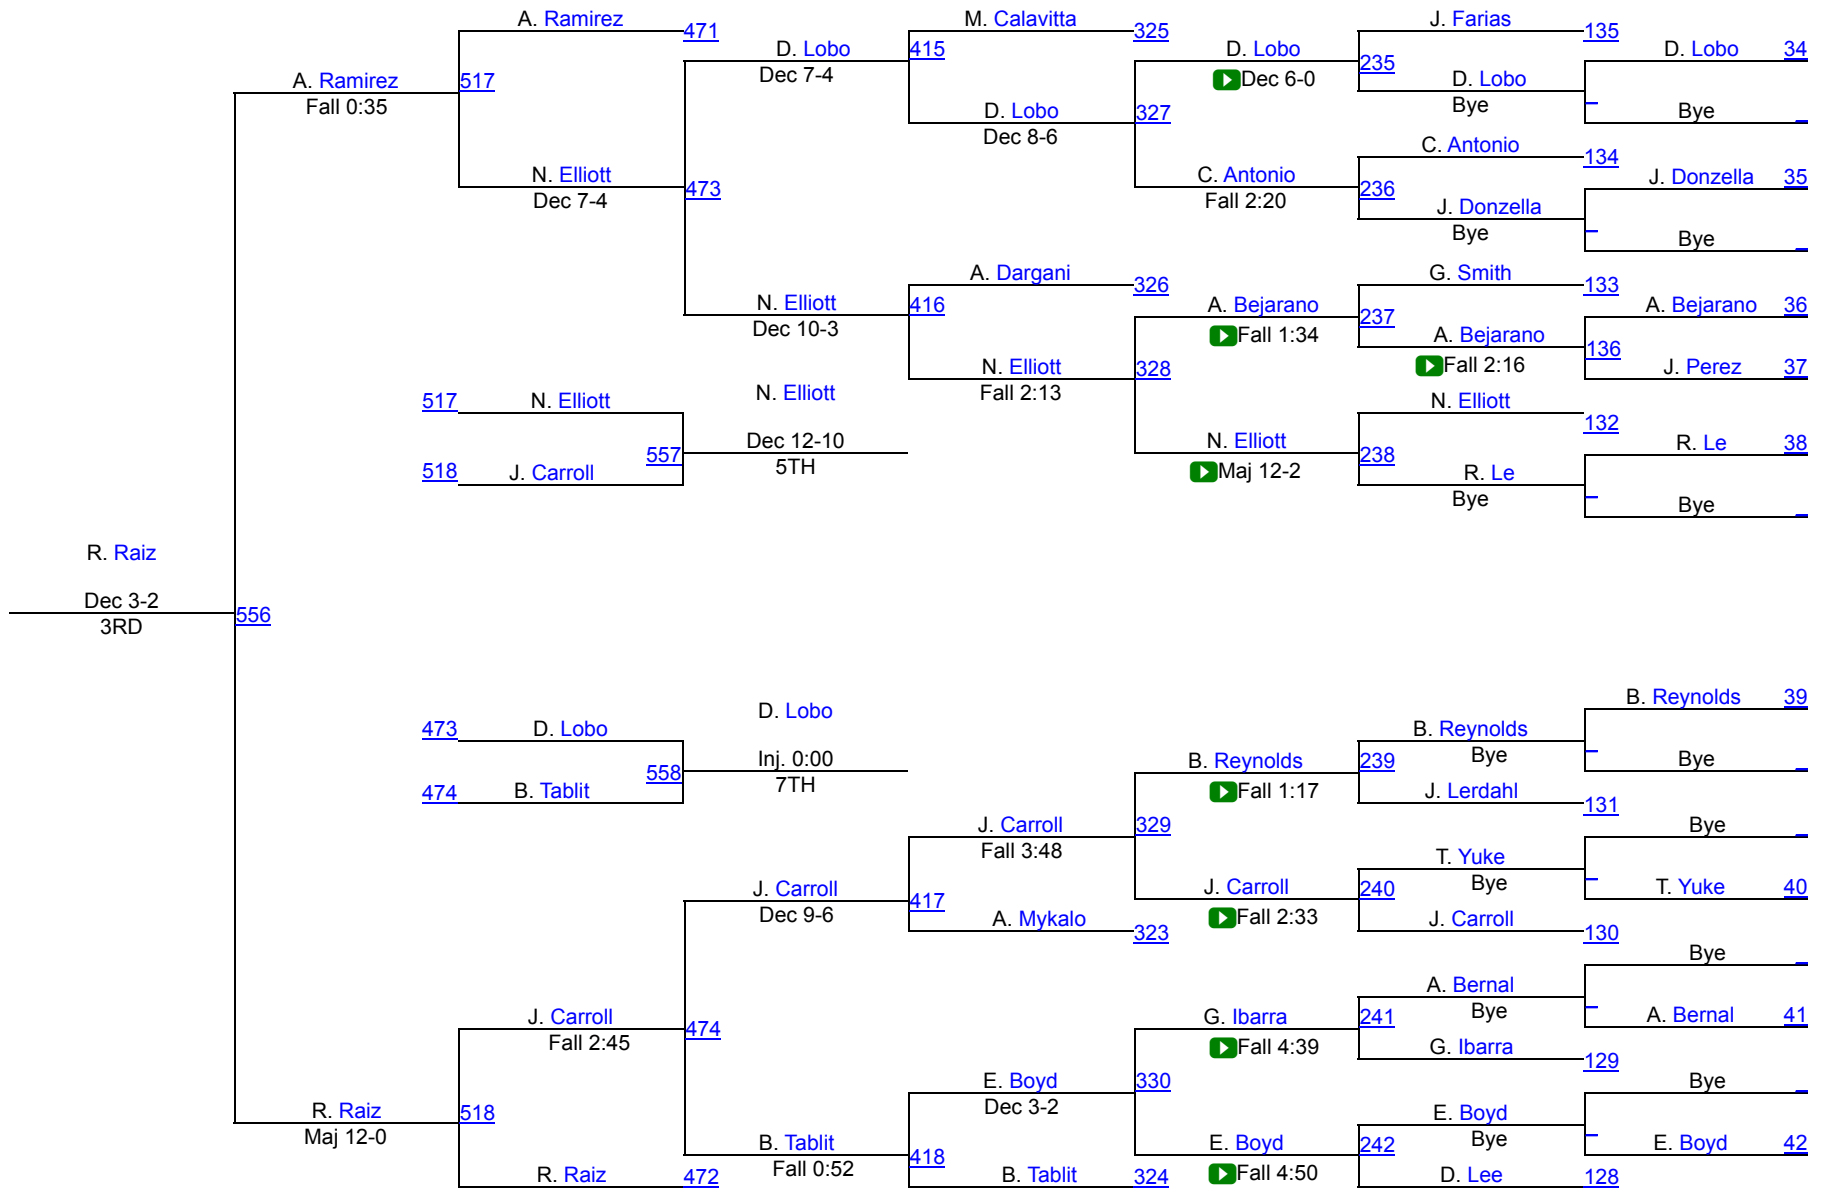 A. Ramirez
471
M. Calavitta
325
J. Farias
135
D. Lobo
Dec 7-4
415
D. Lobo
Dec 6-0
235
D. Lobo
34
A. Ramirez
Fall 0:35
517
D. Lobo
Bye
Bye
D. Lobo
Dec 8-6
327
C. Antonio
134
N. Elliott
Dec 7-4
473
C. Antonio
Fall 2:20
236
J. Donzella
35
J. Donzella
Bye
Bye
A. Dargani
326
G. Smith
133
N. Elliott
Dec 10-3
416
A. Bejarano
Fall 1:34
237
A. Bejarano
36
A. Bejarano
Fall 2:16
136
J. Perez
37
N. Elliott
Fall 2:13
328
517
N. Elliott
N. Elliott
N. Elliott
132
Dec 12-10
5TH
557
N. Elliott
Maj 12-2
238
R. Le
38
518
J. Carroll
R. Le
Bye
Bye
R. Raiz
Dec 3-2
3RD
556
B. Reynolds
39
473
D. Lobo
D. Lobo
B. Reynolds
Bye
Inj. 0:00
7TH
558
B. Reynolds
Fall 1:17
239
Bye
474
B. Tablit
J. Lerdahl
131
J. Carroll
Fall 3:48
329
Bye
T. Yuke
Bye
J. Carroll
Dec 9-6
417
J. Carroll
Fall 2:33
240
T. Yuke
40
A. Mykalo
323
J. Carroll
130
Bye
A. Bernal
Bye
J. Carroll
Fall 2:45
474
G. Ibarra
Fall 4:39
241
A. Bernal
41
G. Ibarra
129
E. Boyd
Dec 3-2
330
Bye
R. Raiz
Maj 12-0
518
E. Boyd
Bye
B. Tablit
Fall 0:52
418
E. Boyd
Fall 4:50
242
E. Boyd
42
R. Raiz
472
B. Tablit
324
D. Lee
128